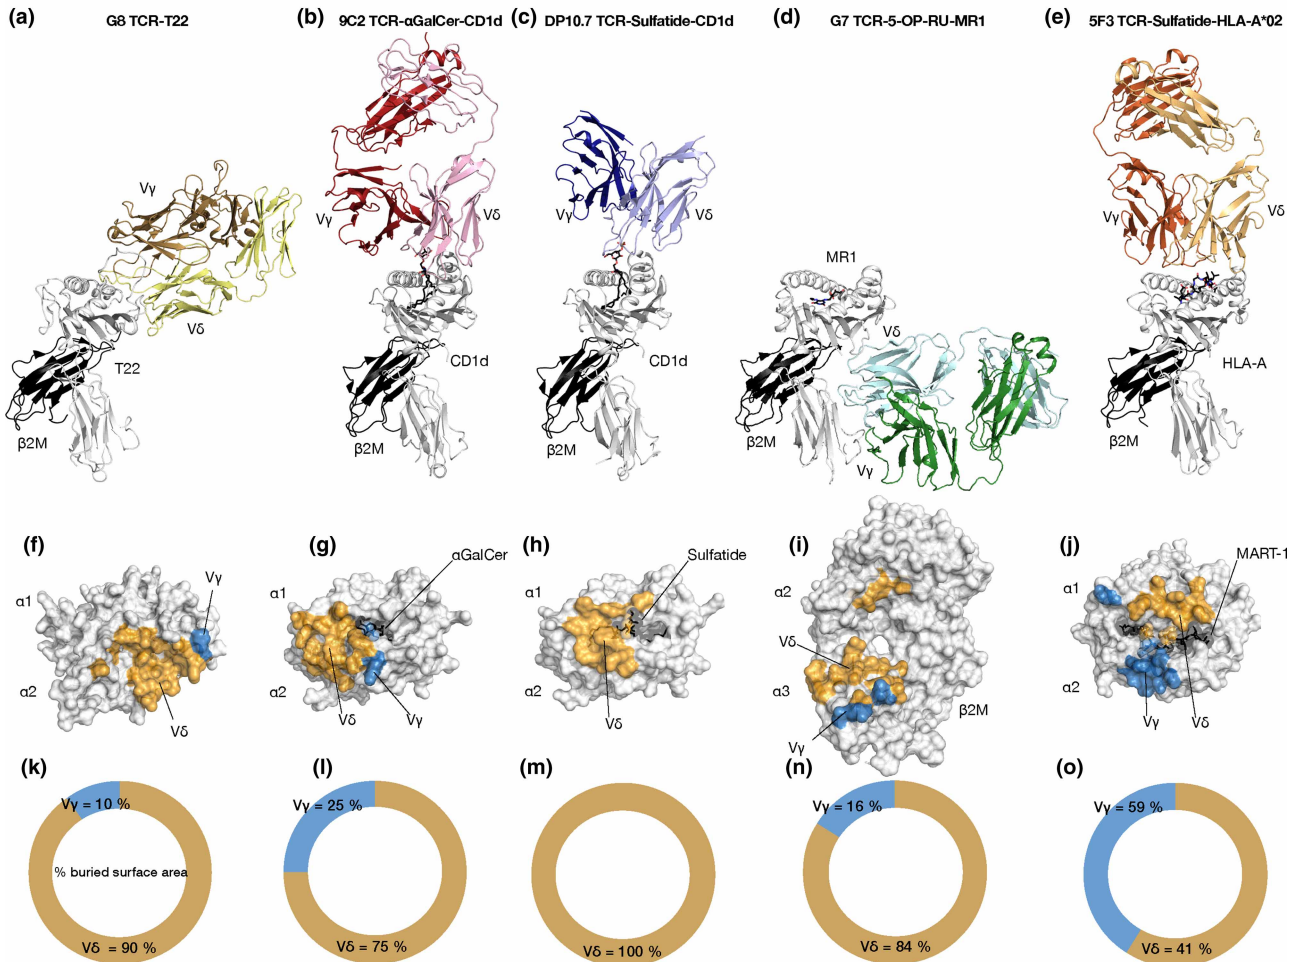 (a) G8 TCR-T22
(b) 9C2 TCR-αGalCer-CD1d
(c) DP10.7 TCR-Sulfatide-CD1d
(d) G7 TCR-5-OP-RU-MR1
(e) 5F3 TCR-Sulfatide-HLA-A*02
Vγ
Vδ
T22
β2M
Vγ
Vδ
CD1d
β2M
Vγ
Vδ
CD1d
β2M
MR1
Vδ
β2M
Vγ
Vγ
Vδ
HLA-A
β2M
(f)
α1
Vγ
α2
Vδ
(g)
αGalCer
α1
α2
Vδ
Vγ
(h)
Sulfatide
α1
α2
Vδ
(i)
α2
Vδ
α3
β2M
Vγ
(j)
MART-1
α1
α2
Vγ
Vδ
(k)
Vγ = 10 %
% buried surface area
Vδ = 90 %
(l)
Vγ = 25 %
Vδ = 75 %
(m)
Vδ = 100 %
(n)
Vγ = 16 %
Vδ = 84 %
(o)
Vγ = 59 %
Vδ = 41 %